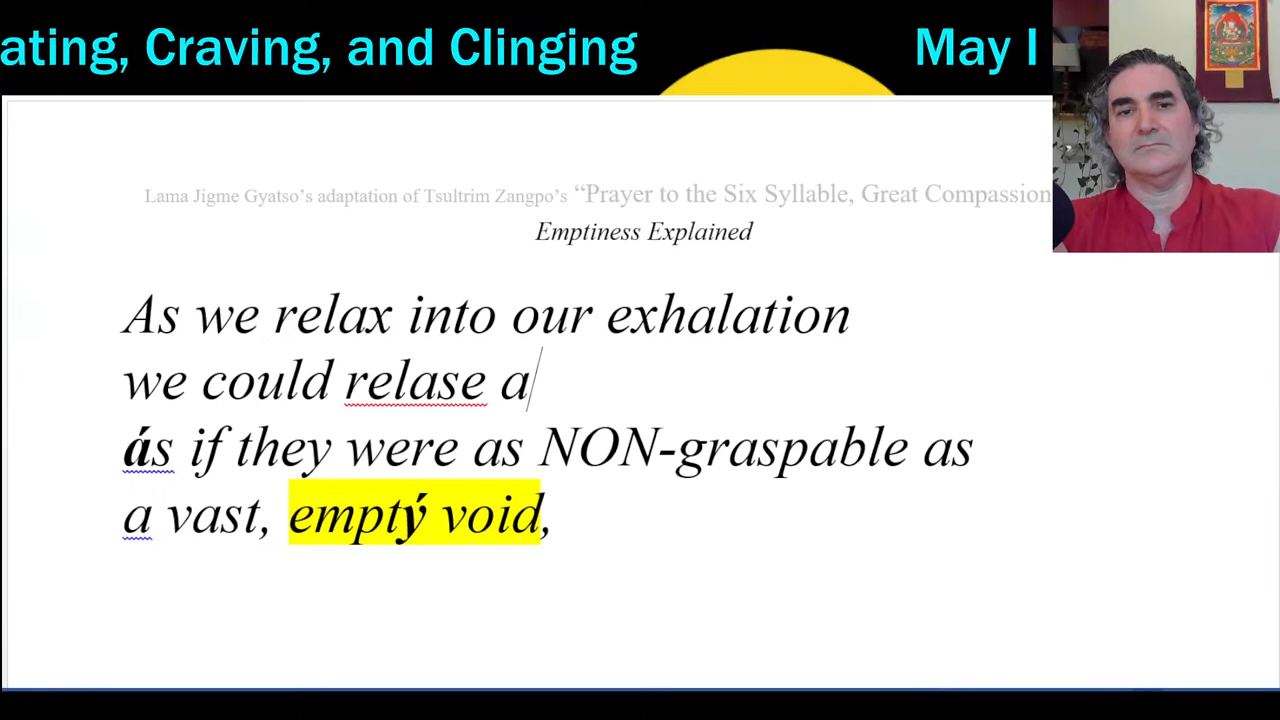 ating, Craving, and Clinging May I
Lama Jigme Gyatso’s adaptation of Tsultrim Zangpo’s “Prayer to the Six Syllable, Great Compassion
Emptiness Explained
As we relax into our exhalation
we could relase a
ás if they were as NON-graspable as
a vast, emptý void,